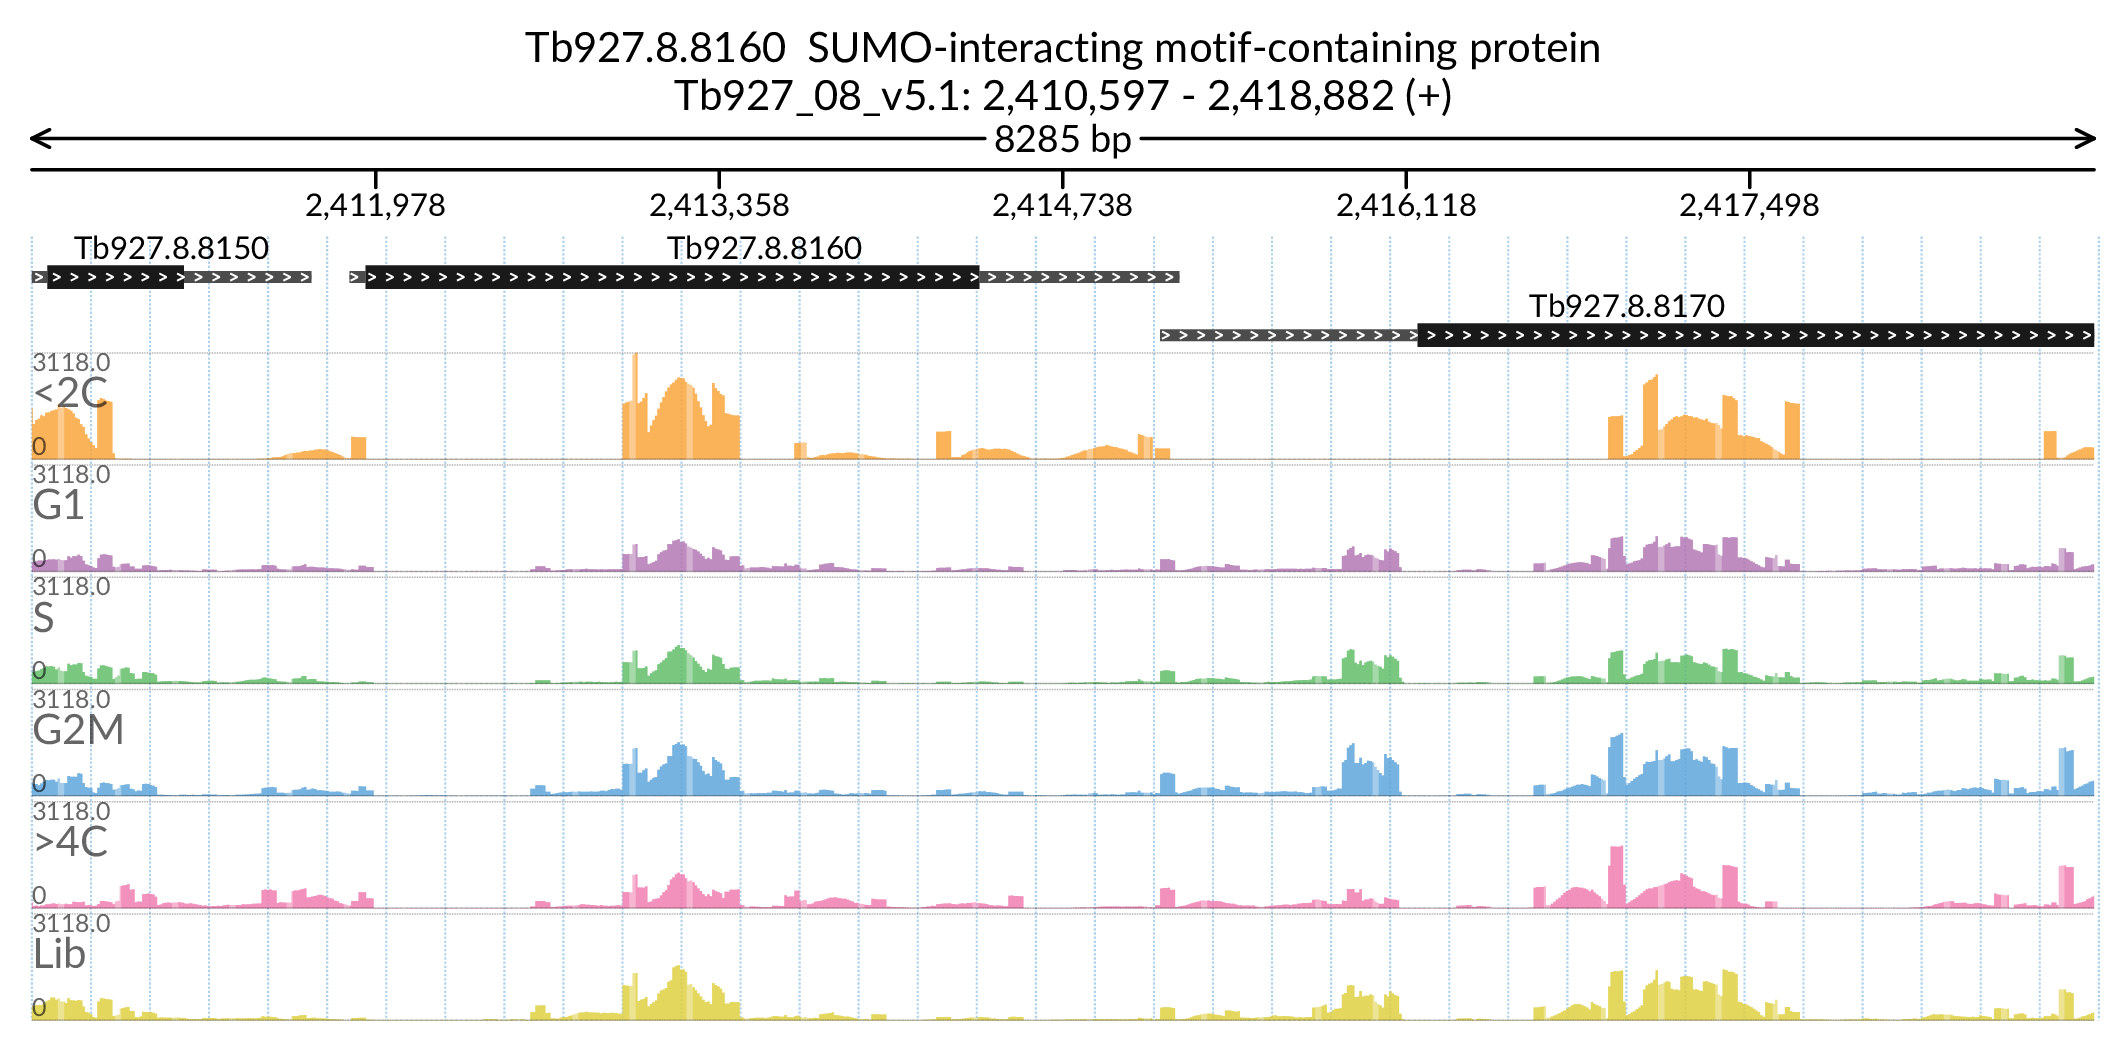 Tb927.8.8160  SUMO-interacting motif-containing protein
Tb927_08_v5.1: 2,410,597 - 2,418,882 (+)
8285 bp
2,411,978 2,413,358 2,414,738 2,416,118 2,417,498
Tb927.8.8150 Tb927.8.8160
Tb927.8.8170
3118.0
<2C
0
3118.0
G1
0
3118.0
S
0
3118.0
G2M
0
3118.0
>4C
0
3118.0
Lib
0